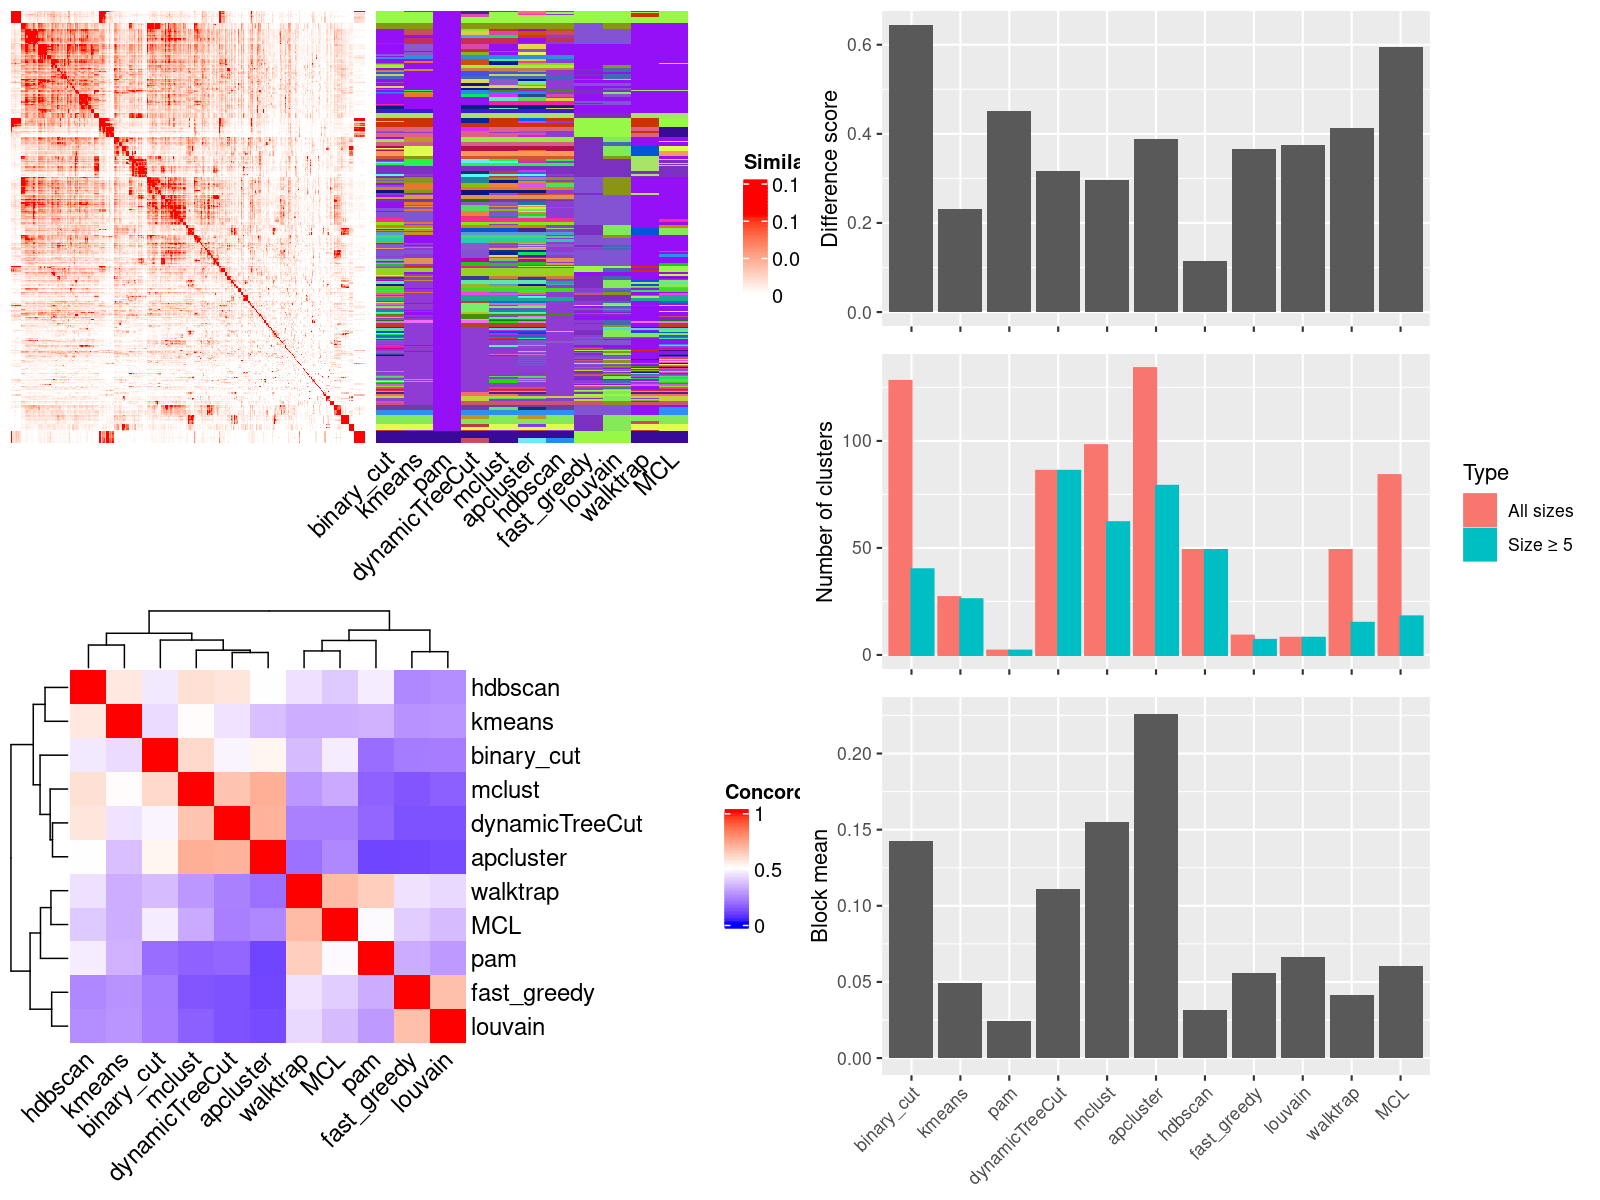 Simila
0.1
0.1
0.0
0
binary_cut
kmeans
pam
dynamicTreeCut
mclust
apcluster
hdbscan
fast_greedy
louvain
walktrap
MCL
hdbscan
kmeans
binary_cut
mclust
dynamicTreeCut
apcluster
walktrap
MCL
pam
fast_greedy
louvain
hdbscan
kmeans
binary_cut
mclust
dynamicTreeCut
apcluster
walktrap
MCL
pam
fast_greedy
louvain
Concord
1
0.5
0
Difference score
0.6
0.4
0.2
0.0
Number of clusters
100
50
0
Type
All sizes
Size ≥ 5
Block mean
0.20
0.15
0.10
0.05
0.00
binary_cut
kmeans
pam
dynamicTreeCut
mclust
apcluster
hdbscan
fast_greedy
louvain
walktrap
MCL